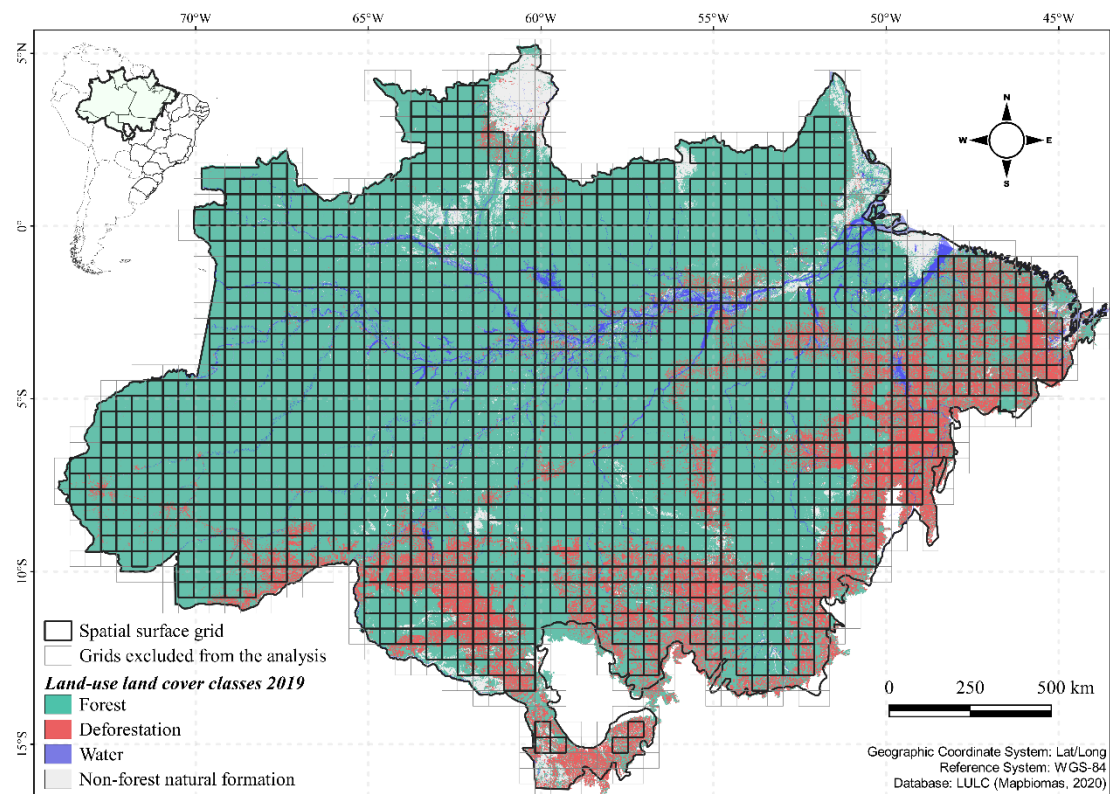 70°W 65°W 60°W 55°W 50°W 45°W
5°N
N
W E
S
0°
5°S
10°S
Spatial surface grid
Grids excluded from the analysis
Land-use land cover classes 2019
Forest
0 250 500 km
Deforestation
15°S
Water
Geographic Coordinate System: Lat/Long
Reference System: WGS-84
Non-forest natural formation
Database: LULC (Mapbiomas, 2020)